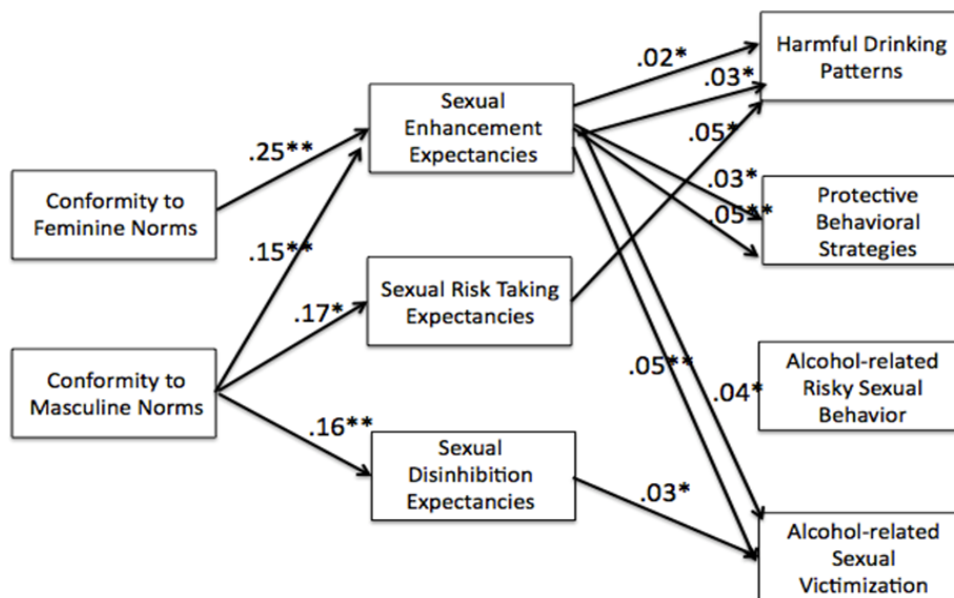 Harmful Drinking
Patterns
.02*
.03*
Sexual
Enhancement
Expectancies
.25**
.05*
Conformity to
Feminine Norms
.03*
.05**
Protective
Behavioral
Strategies
.15**
Sexual Risk Taking
Expectancies
.17*
Conformity to
Masculine Norms
.05**
.04*
Alcohol-related
Risky Sexual
Behavior
.16**
Sexual
Disinhibition
Expectancies
.03*
Alcohol-related
Sexual
Victimization